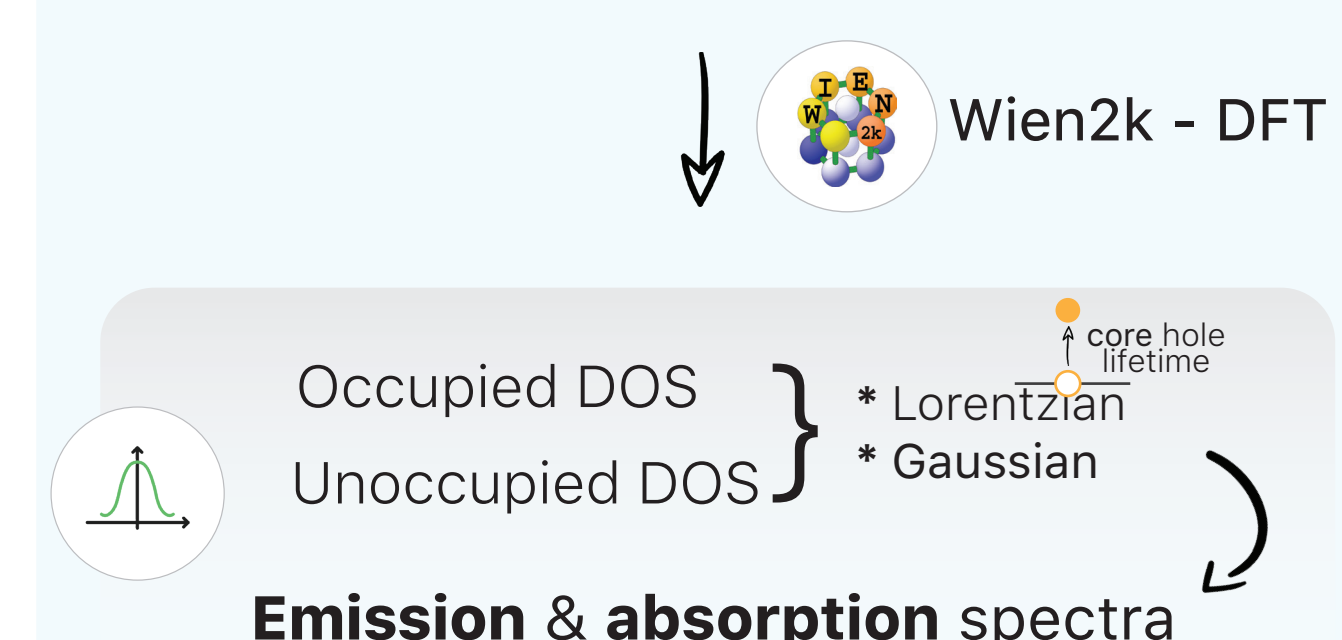 WIEN
2k
Wien2k - DFT
core hole
lifetime
Occupied DOS
Unoccupied DOS
}
* Lorentzian
* Gaussian
Emission & absorption spectra